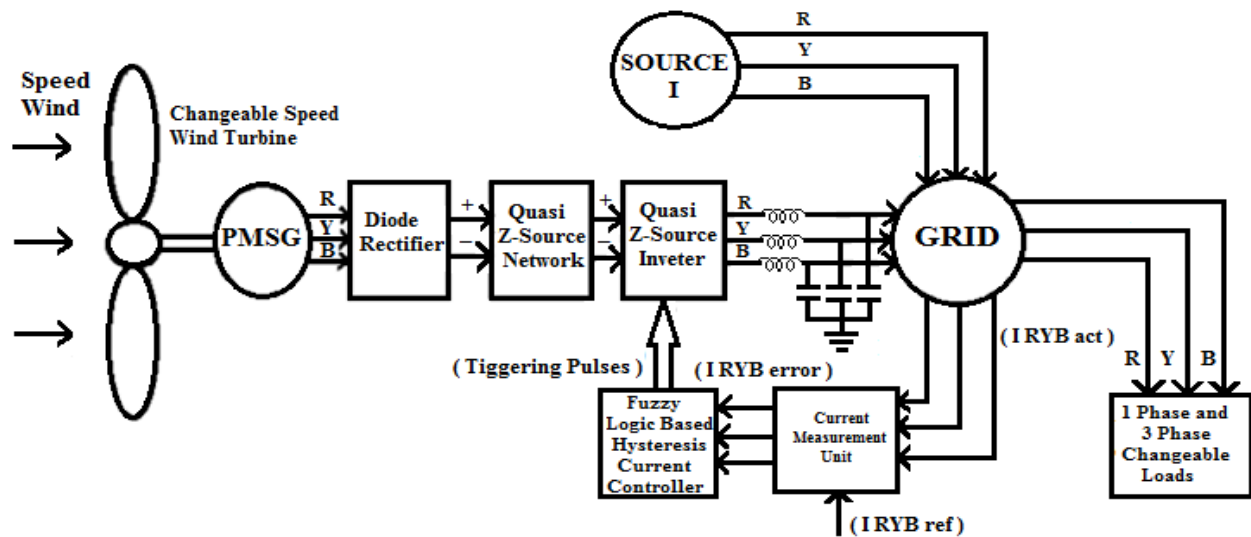 Speed
Wind
Changeable Speed
Wind Turbine
PMSG
R
Y
B
Diode
Rectifier
+
−
Quasi
Z-Source
Network
+
−
Quasi
Z-Source
Inveter
R
Y
B
SOURCE
I
R
Y
B
GRID
( I RYB act )
R Y B
1 Phase and
3 Phase
Changeable
Loads
( Tiggering Pulses )
( I RYB error )
Fuzzy
Logic Based
Hysteresis
Current
Controller
Current
Measurement
Unit
( I RYB ref )